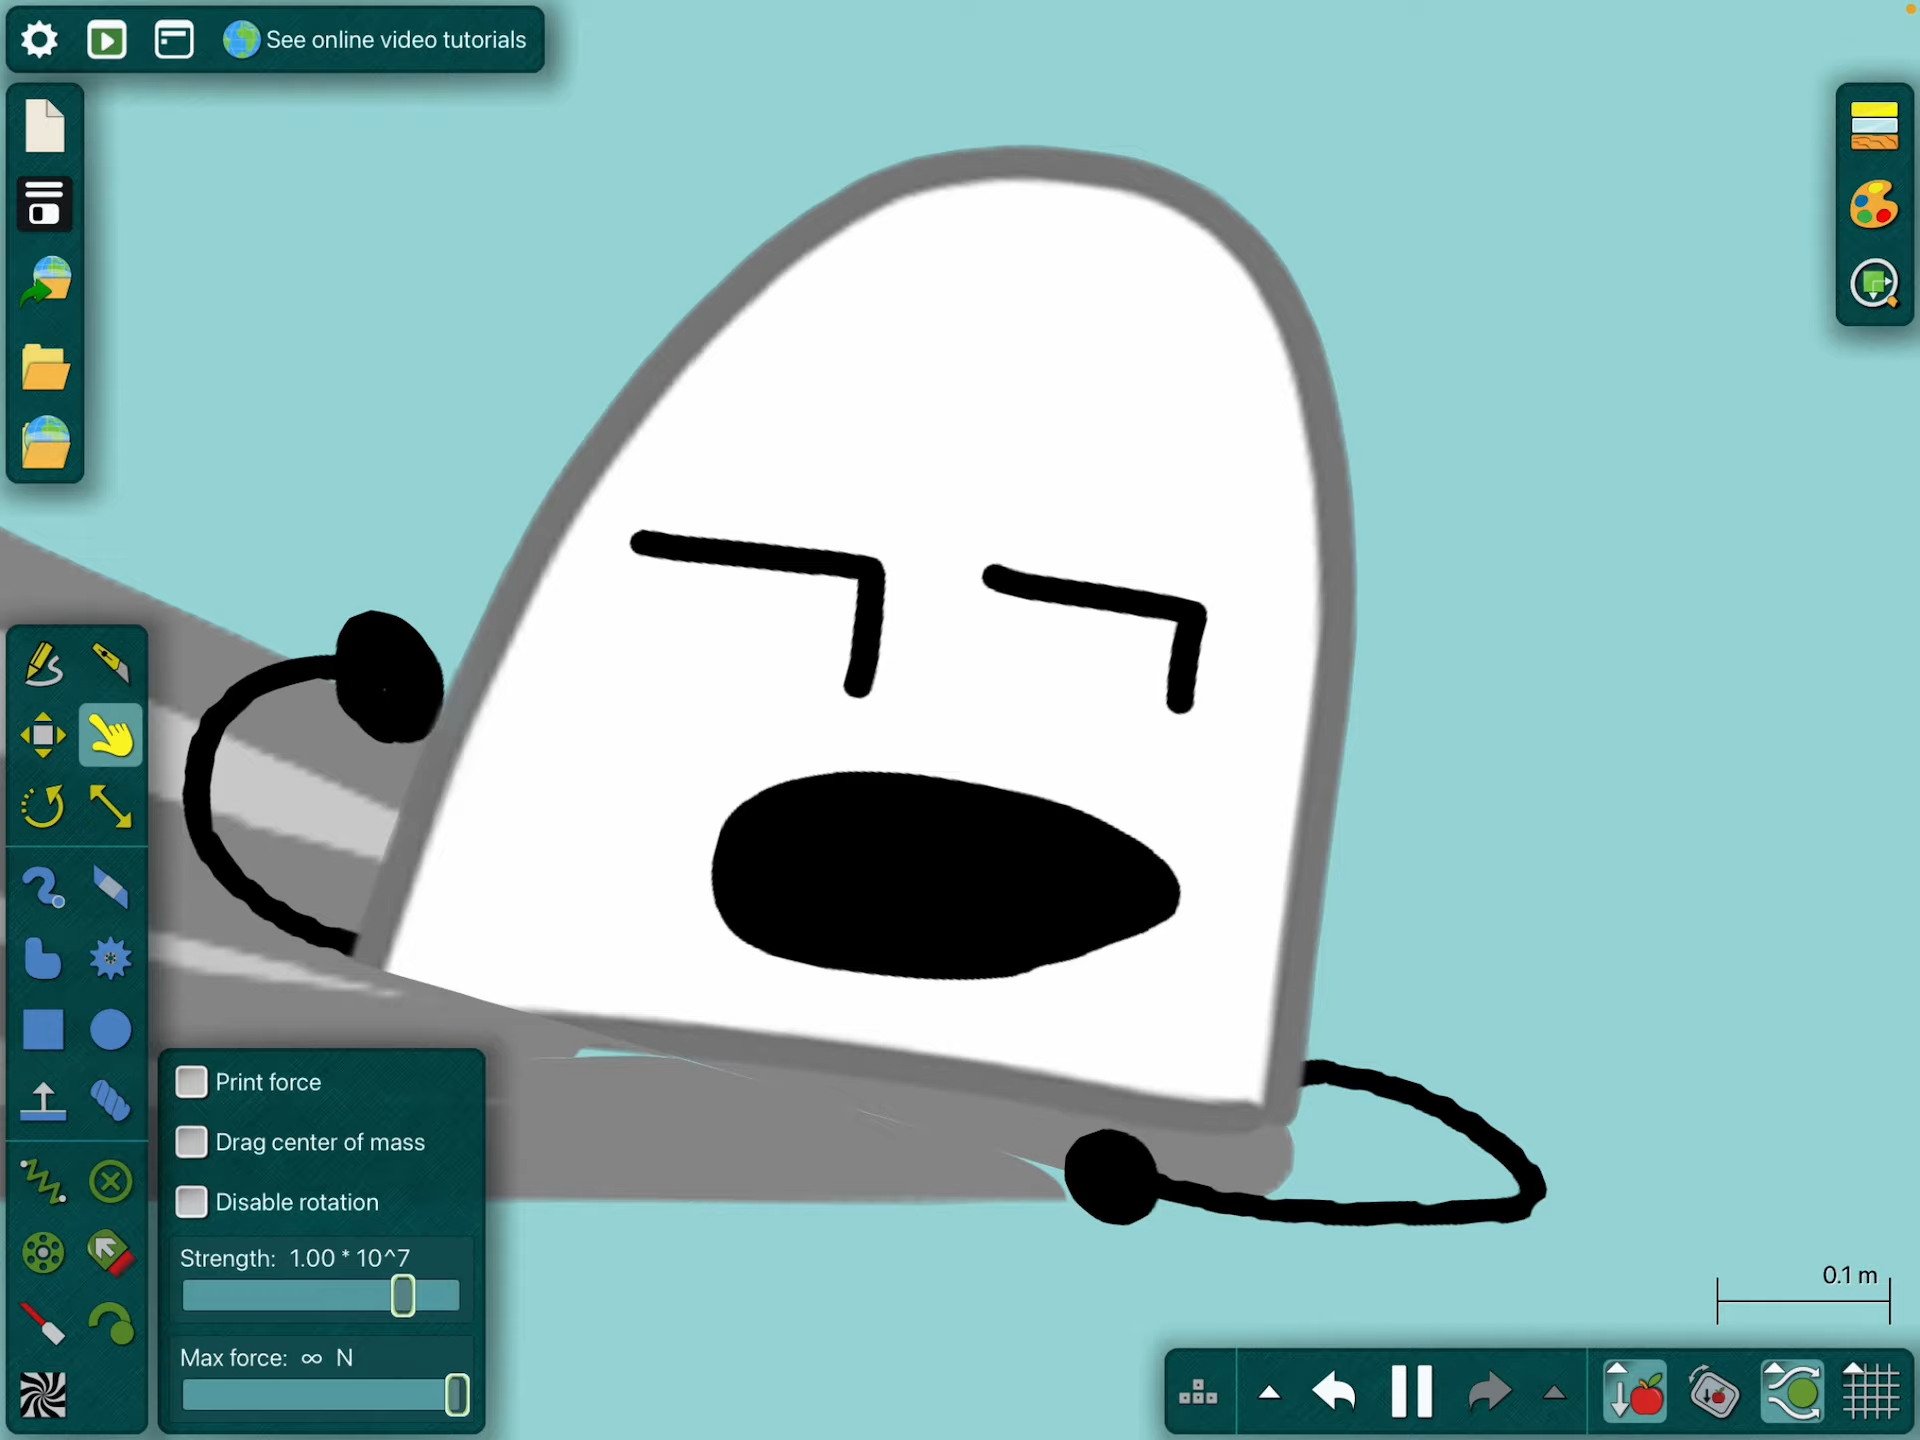 See online video tutorials
Print force
Drag center of mass
Disable rotation
Strength: 1.00 * 10^7
Max force: ∞ N
0.1 m